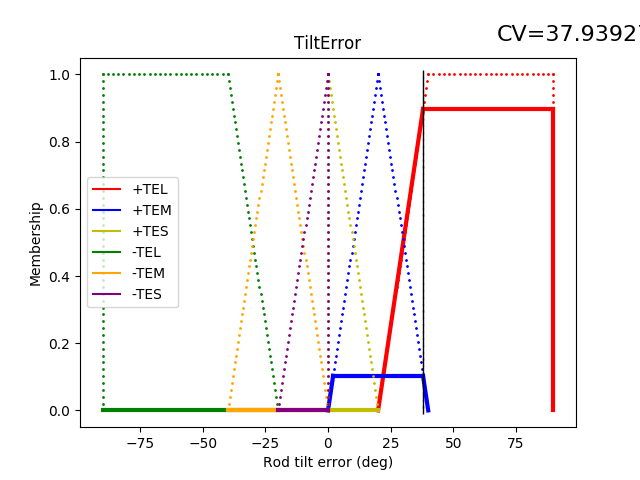 CV=37.93927
TiltError
Membership
1.0
0.8
0.6
0.4
0.2
0.0
+TEL
+TEM
+TES
-TEL
-TEM
-TES
−75 −50 −25 0 25 50 75
Rod tilt error (deg)